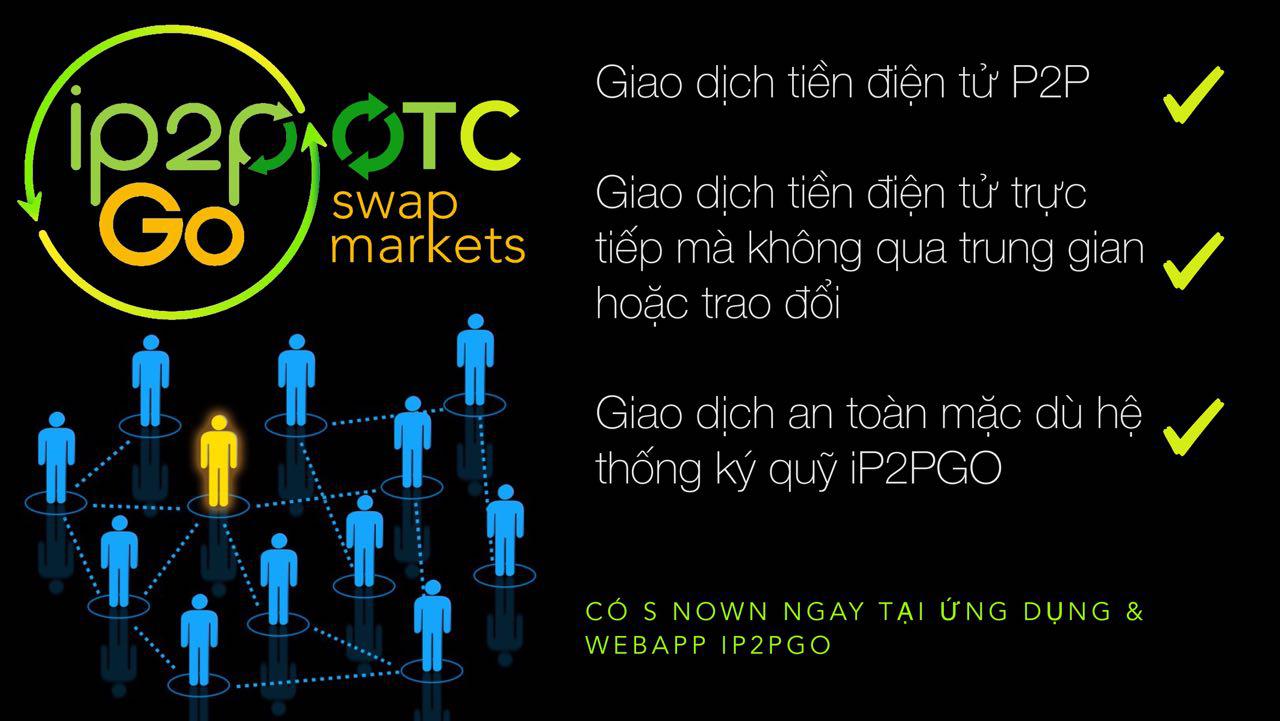 ip2p
Go
OTC
swap
markets
Giao dịch tiền điện tử P2P
Giao dịch tiền điện tử trực
tiếp mà không qua trung gian
hoặc trao đổi
Giao dịch an toàn mặc dù hệ
thống ký quỹ iP2PGO
CÓ S NOWN NGAY TẠI ỨNG DỤNG &
WEBAPP IP2PGO